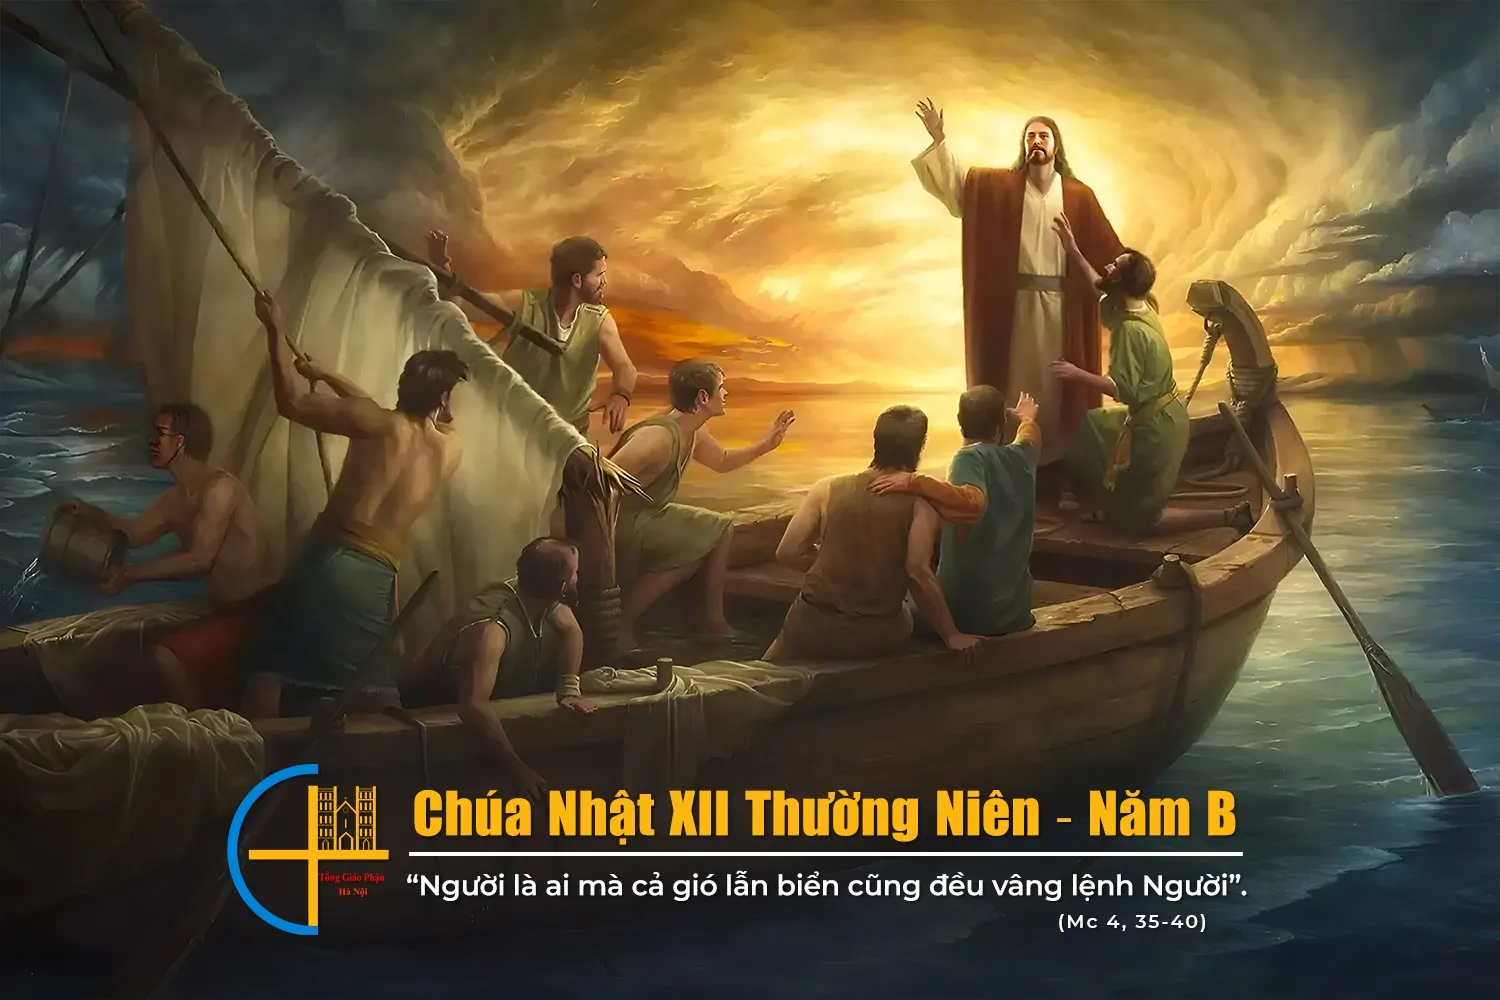 Chúa Nhật XII Thường Niên - Năm B
Tổng Giáo Phận
Hà Nội
“Người là ai mà cả gió lẫn biển cũng đều vâng lệnh Người”.
(Mc 4, 35-40)